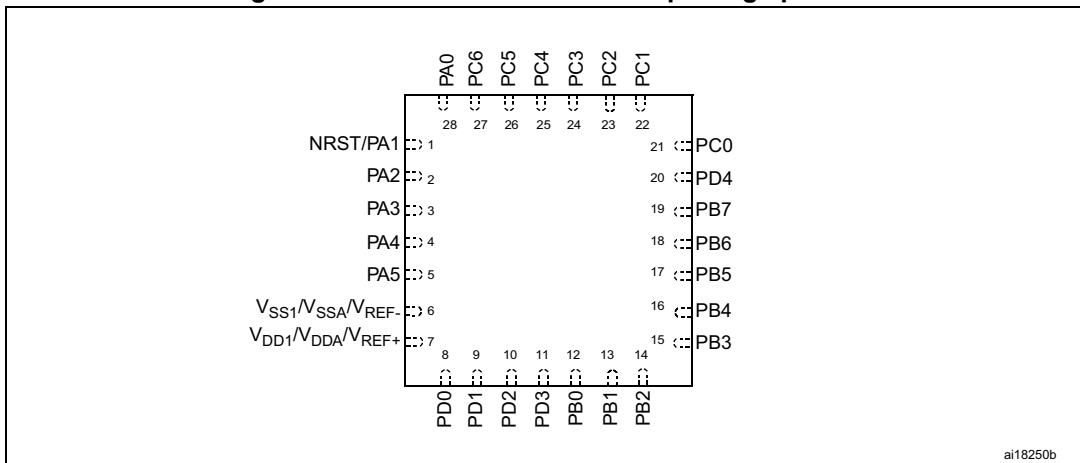 PA0 PC6 PC5 PC4 PC3 PC2 PC1
28 27 26 25 24 23 22
NRST/PA1 1 21 PC0
PA2 2 20 PD4
PA3 3 19 PB7
PA4 4 18 PB6
PA5 5 17 PB5
VSS1/VSSA/VREF- 6 16 PB4
VDD1/VDDA/VREF+ 7 15 PB3
8 9 10 11 12 13 14
PD0 PD1 PD2 PD3 PB0 PB1 PB2
ai18250b